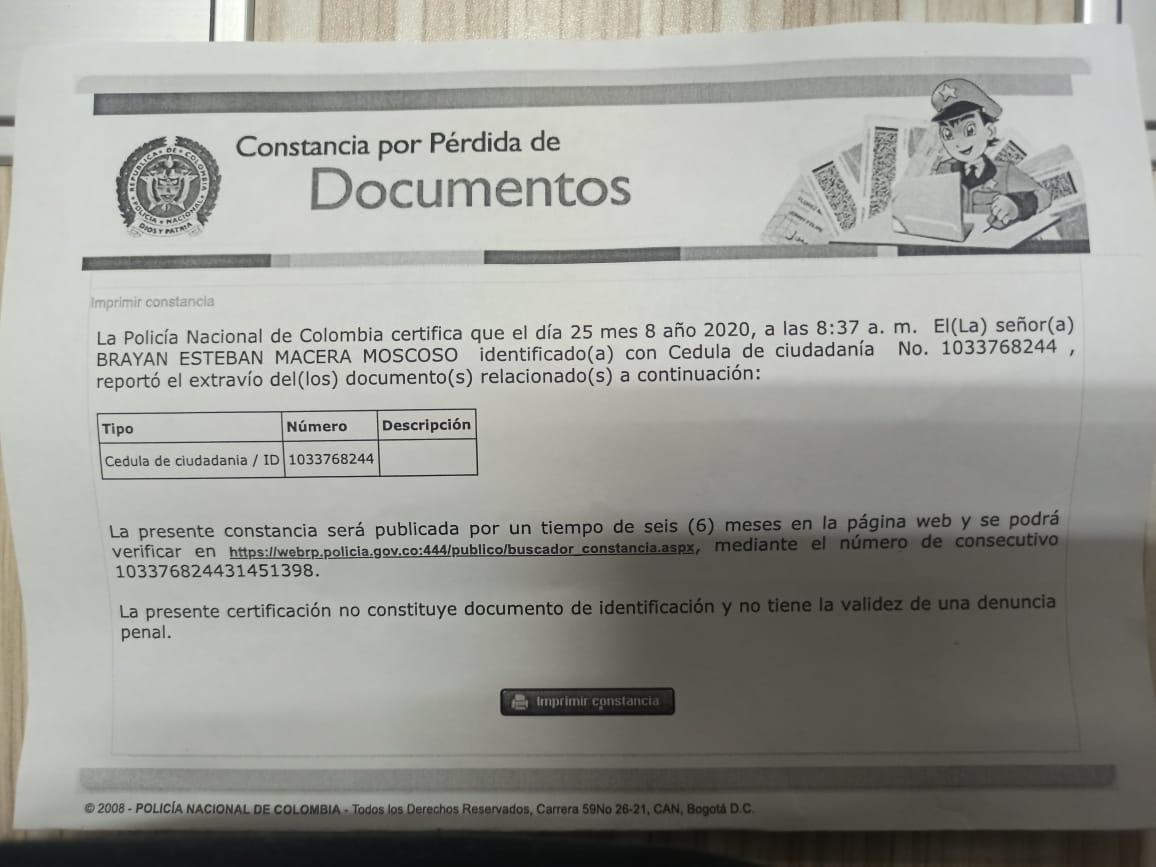 Constancia por Pérdida de
Documentos
REPUBLICA DE COLOMBIA
POLICIA NACIONAL
DIOS Y PATRIA
Imprimir constancia
La Policía Nacional de Colombia certifica que el día 25 mes 8 año 2020, a las 8:37 a. m. El(La) señor(a)
BRAYAN ESTEBAN MACERA MOSCOSO identificado(a) con Cedula de ciudadanía No. 1033768244 ,
reportó el extravío del(los) documento(s) relacionado(s) a continuación:
Tipo Número Descripción
Cedula de ciudadania / ID 1033768244
La presente constancia será publicada por un tiempo de seis (6) meses en la página web y se podrá
verificar en https://webrp.policia.gov.co:444/publico/buscador_constancia.aspx, mediante el número de consecutivo
103376824431451398.
La presente certificación no constituye documento de identificación y no tiene la validez de una denuncia
penal.
Imprimir constancia
© 2008 - POLICÍA NACIONAL DE COLOMBIA - Todos los Derechos Reservados, Carrera 59No 26-21, CAN, Bogotá D.C.